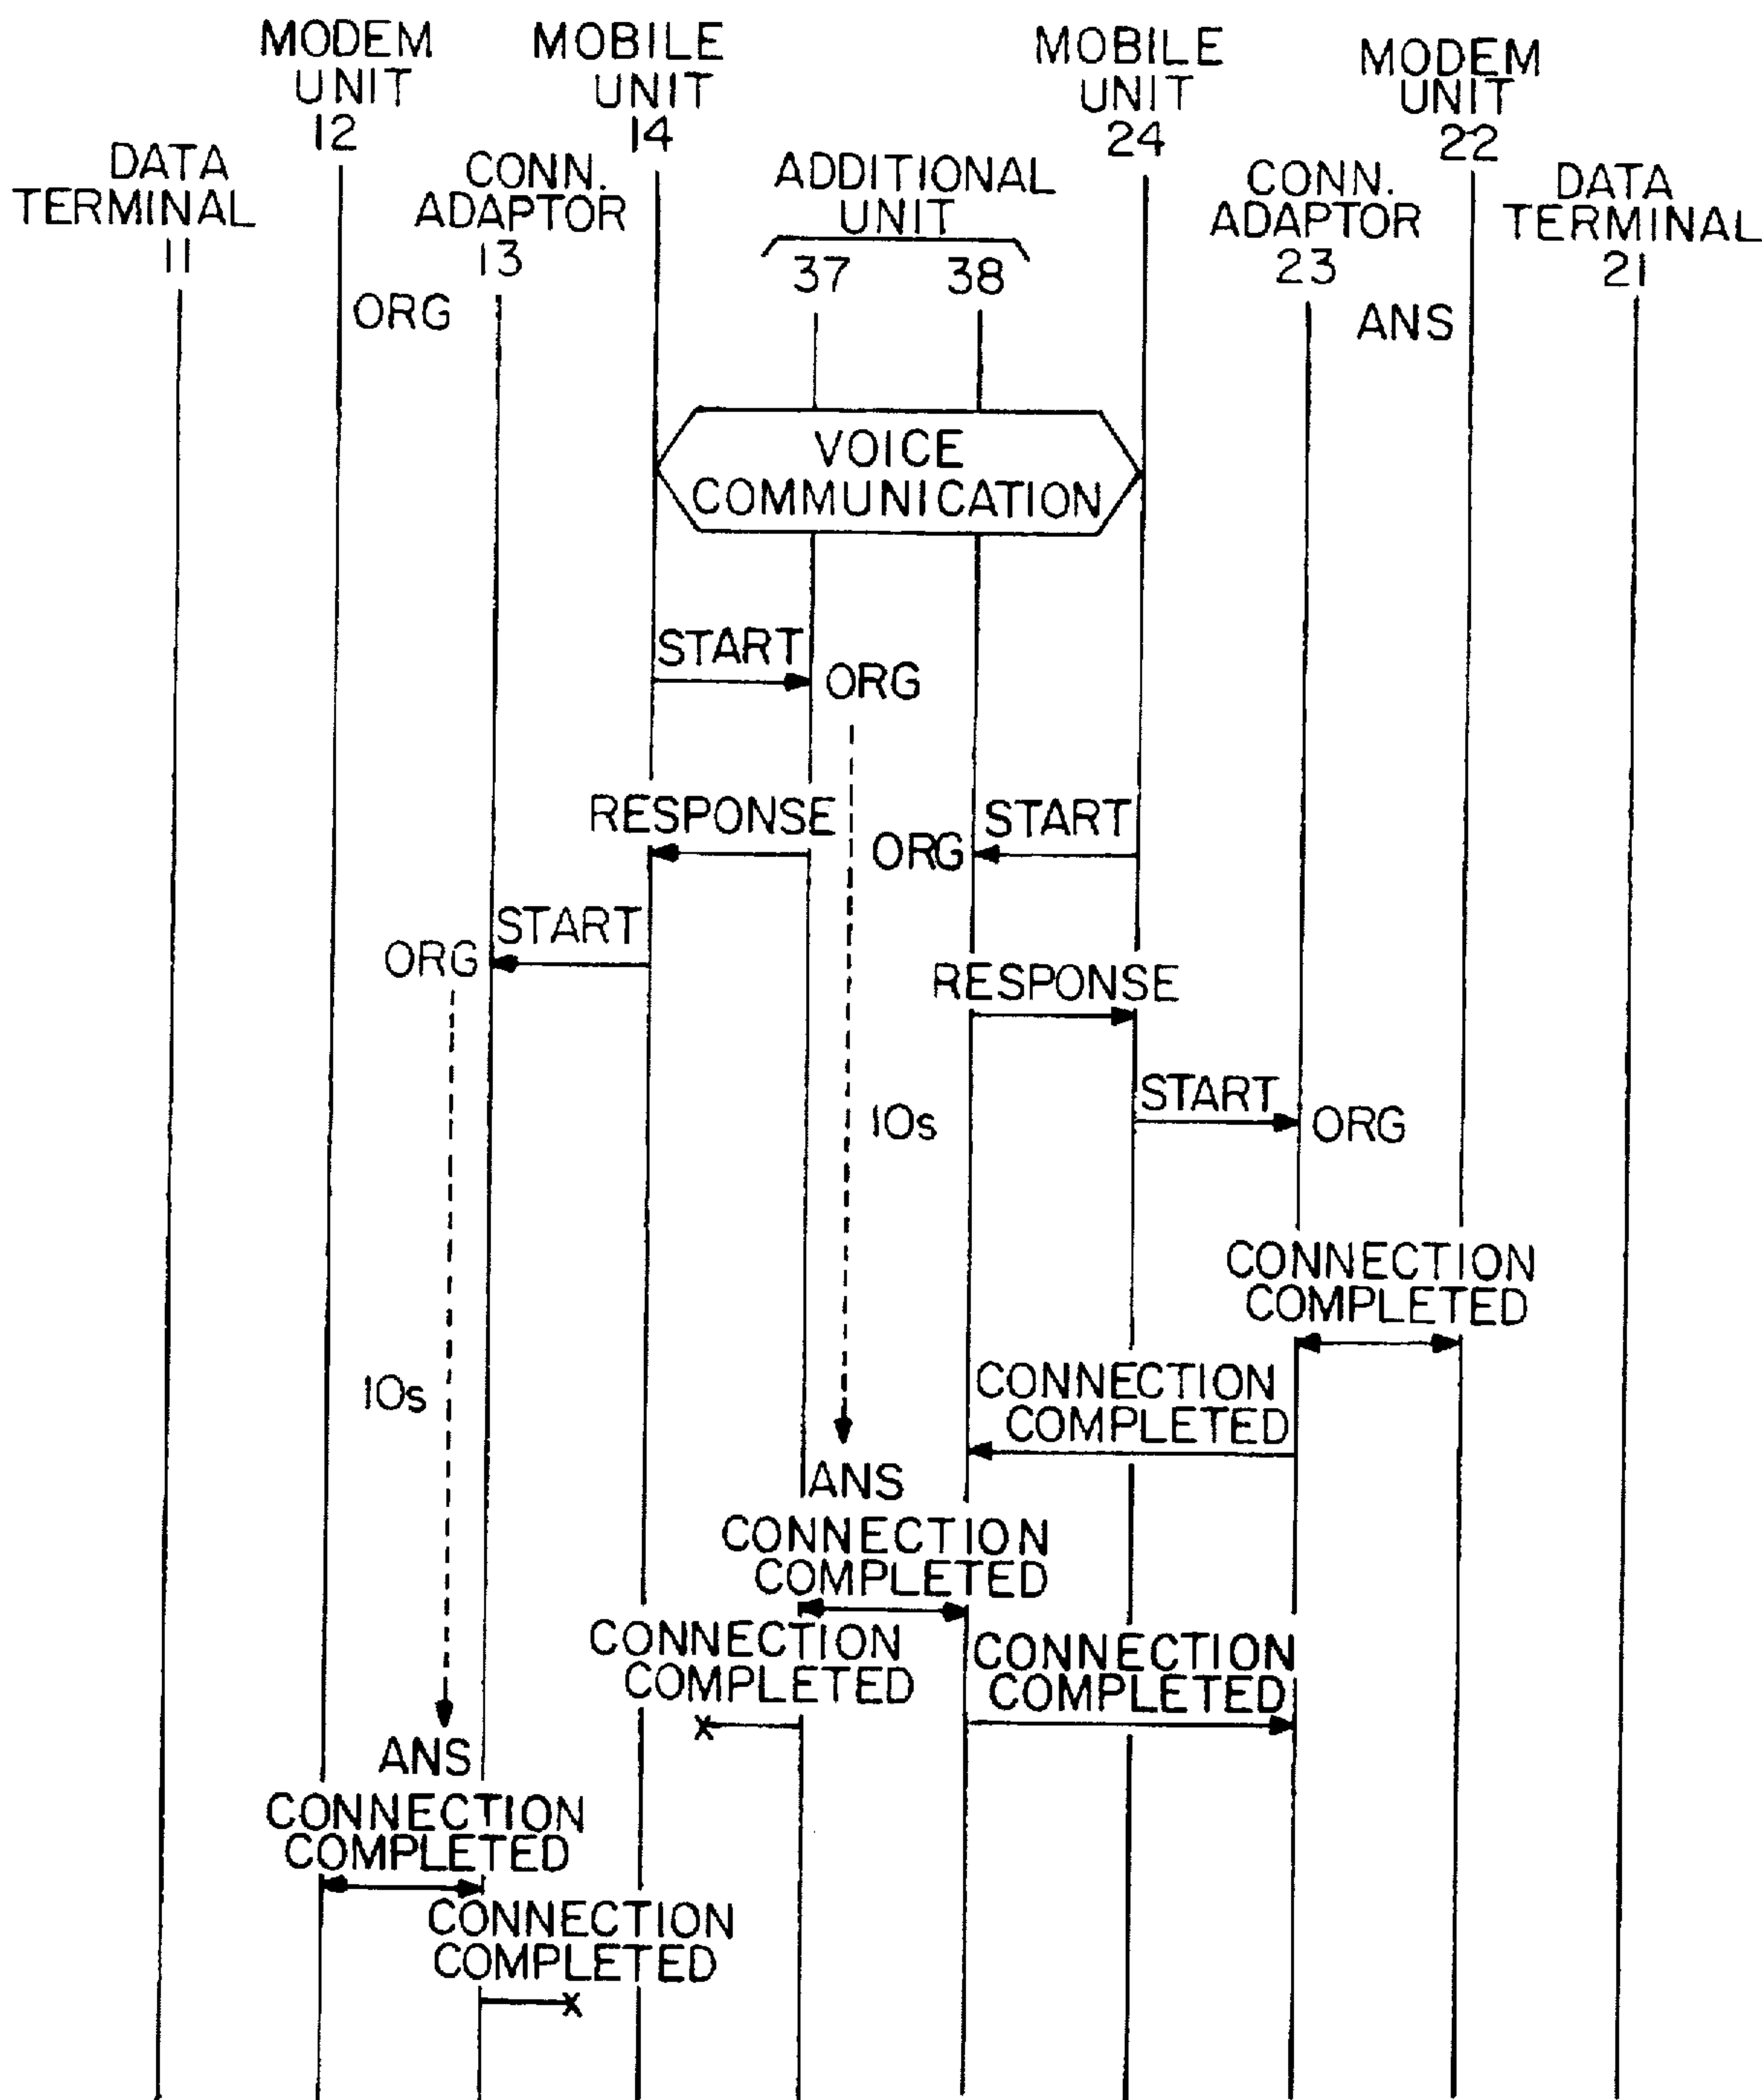 MODEM
UNIT
12
MOBILE
UNIT
14
MOBILE
UNIT
24
MODEM
UNIT
22
DATA
TERMINAL
11
CONN.
ADAPTOR
13
ADDITIONAL
UNIT
37 38
CONN.
ADAPTOR
23
DATA
TERMINAL
21
ORG
ANS
VOICE
COMMUNICATION
START
ORG
RESPONSE
START
ORG
START
ORG
RESPONSE
START
ORG
10s
CONNECTION
COMPLETED
CONNECTION
COMPLETED
10s
ANS
CONNECTION
COMPLETED
CONNECTION
COMPLETED
CONNECTION
COMPLETED
X
ANS
CONNECTION
COMPLETED
CONNECTION
COMPLETED
X